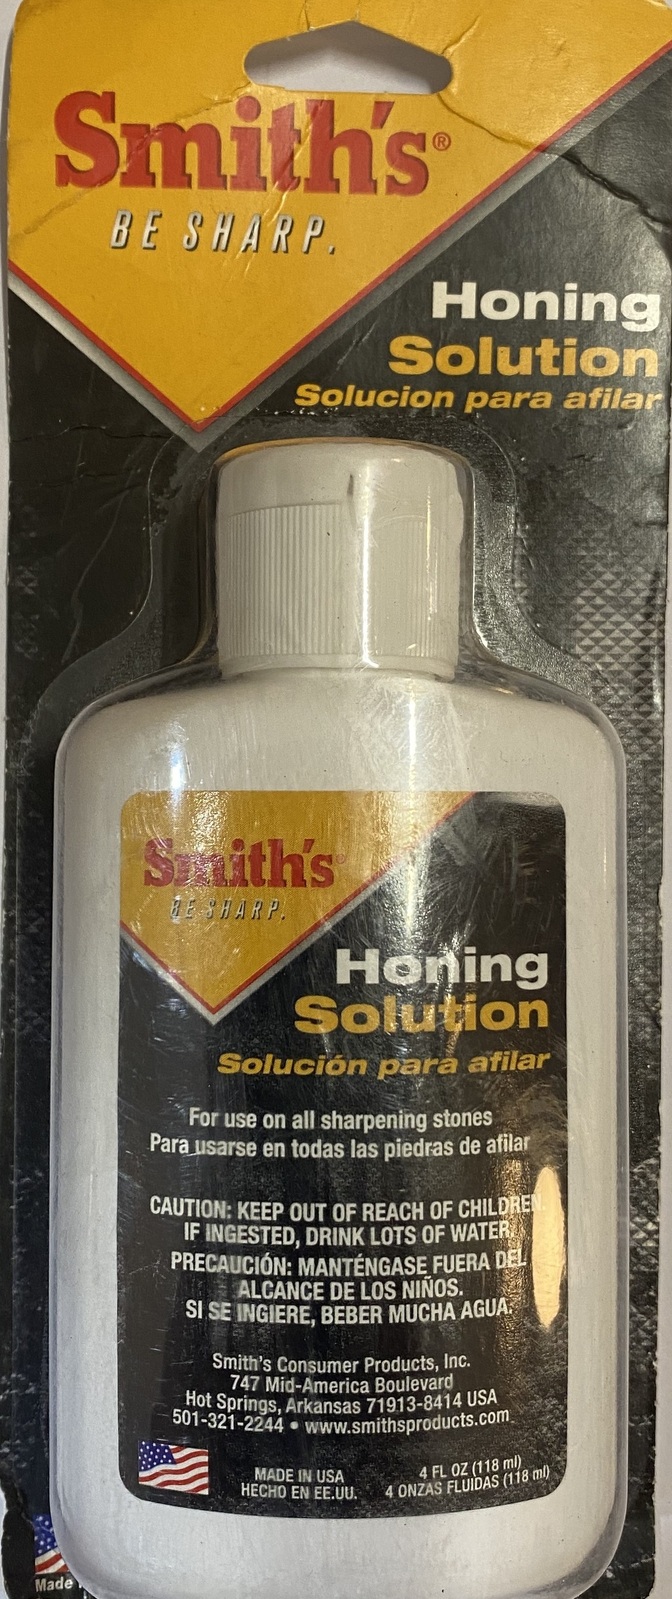 Smith's®
BE SHARP.
Honing
Solution
Solucion para afilar
Smith's®
BE SHARP.
Honing
Solution
Solución para afilar
For use on all sharpening stones
Para usarse en todas las piedras de afilar
CAUTION: KEEP OUT OF REACH OF CHILDREN.
IF INGESTED, DRINK LOTS OF WATER.
PRECAUCIÓN: MANTÉNGASE FUERA DEL
ALCANCE DE LOS NIÑOS.
SI SE INGIERE, BEBER MUCHA AGUA.
Smith's Consumer Products, Inc.
747 Mid-America Boulevard
Hot Springs, Arkansas 71913-8414 USA
501-321-2244 • www.smithsproducts.com
MADE IN USA 4 FL OZ (118 ml)
HECHO EN EE.UU. 4 ONZAS FLUIDAS (118 ml)
Made